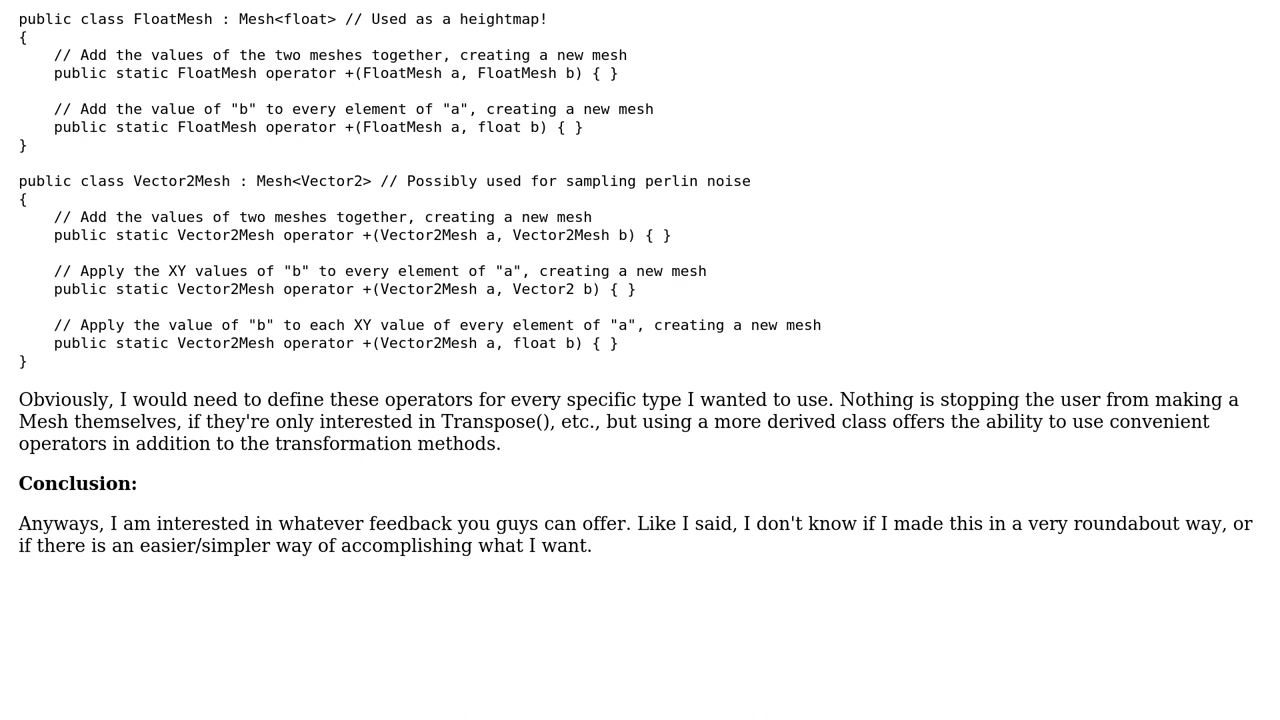 public class FloatMesh : Mesh<float> // Used as a heightmap!
{
    // Add the values of the two meshes together, creating a new mesh
    public static FloatMesh operator +(FloatMesh a, FloatMesh b) { }

    // Add the value of "b" to every element of "a", creating a new mesh
    public static FloatMesh operator +(FloatMesh a, float b) { }
}

public class Vector2Mesh : Mesh<Vector2> // Possibly used for sampling perlin noise
{
    // Add the values of two meshes together, creating a new mesh
    public static Vector2Mesh operator +(Vector2Mesh a, Vector2Mesh b) { }

    // Apply the XY values of "b" to every element of "a", creating a new mesh
    public static Vector2Mesh operator +(Vector2Mesh a, Vector2 b) { }

    // Apply the value of "b" to each XY value of every element of "a", creating a new mesh
    public static Vector2Mesh operator +(Vector2Mesh a, float b) { }
}
Obviously, I would need to define these operators for every specific type I wanted to use. Nothing is stopping the user from making a
Mesh themselves, if they're only interested in Transpose(), etc., but using a more derived class offers the ability to use convenient
operators in addition to the transformation methods.
Conclusion:
Anyways, I am interested in whatever feedback you guys can offer. Like I said, I don't know if I made this in a very roundabout way, or
if there is an easier/simpler way of accomplishing what I want.